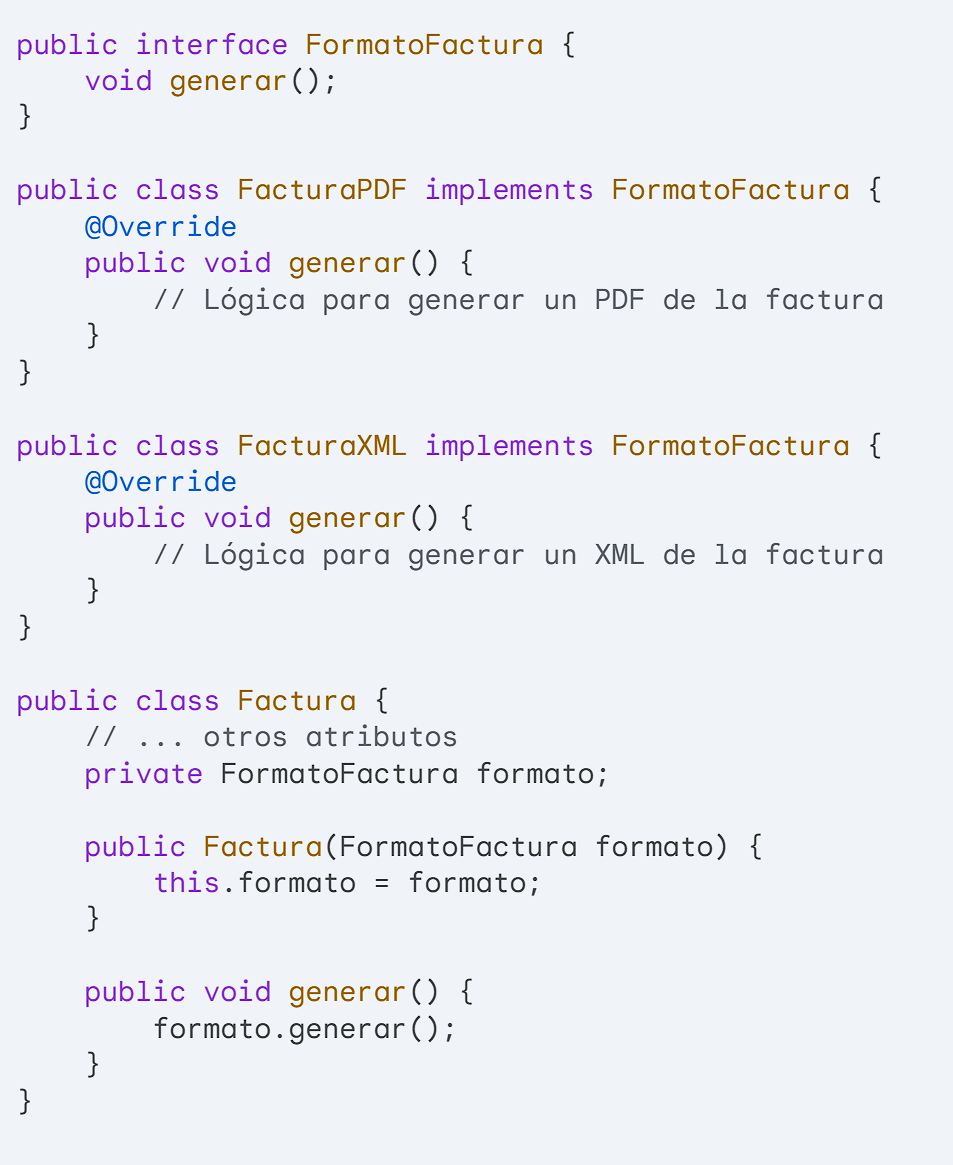 public interface FormatoFactura {
    void generar();
}

public class FacturaPDF implements FormatoFactura {
    @Override
    public void generar() {
        // Lógica para generar un PDF de la factura
    }
}

public class FacturaXML implements FormatoFactura {
    @Override
    public void generar() {
        // Lógica para generar un XML de la factura
    }
}

public class Factura {
    // ... otros atributos
    private FormatoFactura formato;

    public Factura(FormatoFactura formato) {
        this.formato = formato;
    }

    public void generar() {
        formato.generar();
    }
}